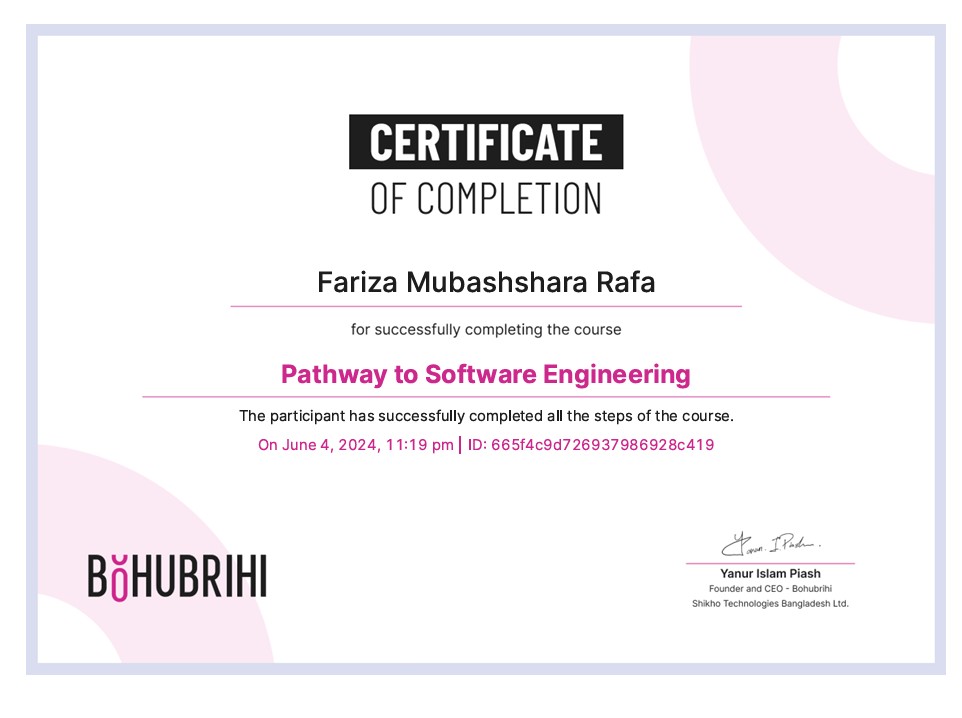 CERTIFICATE
OF COMPLETION
Fariza Mubashshara Rafa
for successfully completing the course
Pathway to Software Engineering
The participant has successfully completed all the steps of the course.
On June 4, 2024, 11:19 pm | ID: 665f4c9d726937986928c419
BOHUBRIHI
Yanur I Piash.
Yanur Islam Piash
Founder and CEO - Bohubrihi
Shikho Technologies Bangladesh Ltd.